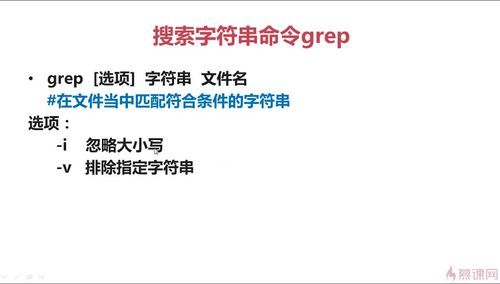 搜索字符串命令grep
• grep [选项] 字符串 文件名
#在文件当中匹配符合条件的字符串
选项：
-i 忽略大小写
-v 排除指定字符串
慕课网